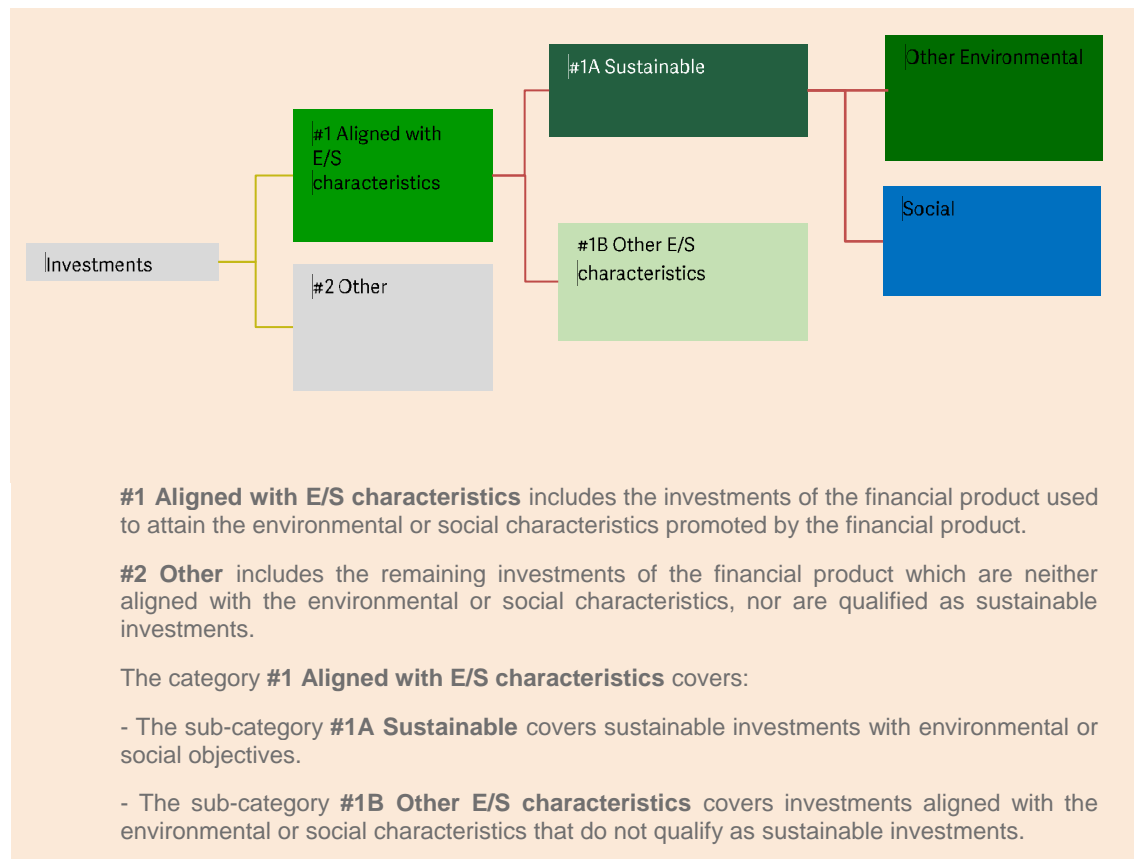 #1A Sustainable
Other Environmental
#1 Aligned with
E/S
characteristics
Social
#1B Other E/S
characteristics
Investments
#2 Other
#1 Aligned with E/S characteristics includes the investments of the financial product used
to attain the environmental or social characteristics promoted by the financial product.
#2 Other includes the remaining investments of the financial product which are neither
aligned with the environmental or social characteristics, nor are qualified as sustainable
investments.
The category #1 Aligned with E/S characteristics covers:
- The sub-category #1A Sustainable covers sustainable investments with environmental or
social objectives.
- The sub-category #1B Other E/S characteristics covers investments aligned with the
environmental or social characteristics that do not qualify as sustainable investments.